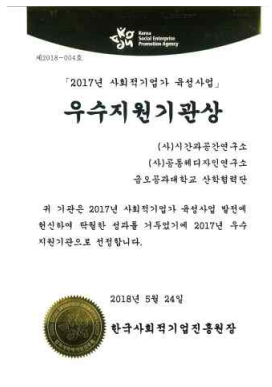 Korea
Social Enterprise
Promotion Agency
제2018-004호
「2017년 사회적기업가 육성사업」
우수지원기관상
(사)시간과공간연구소
(사)공동체디자인연구소
금오공과대학교 산학협력단
귀 기관은 2017년 사회적기업가 육성사업 발전에
헌신하여 탁월한 성과를 거두었기에 2017년 우수
지원기관으로 선정합니다.
2018년 5월 24일
한국사회적기업진흥원장